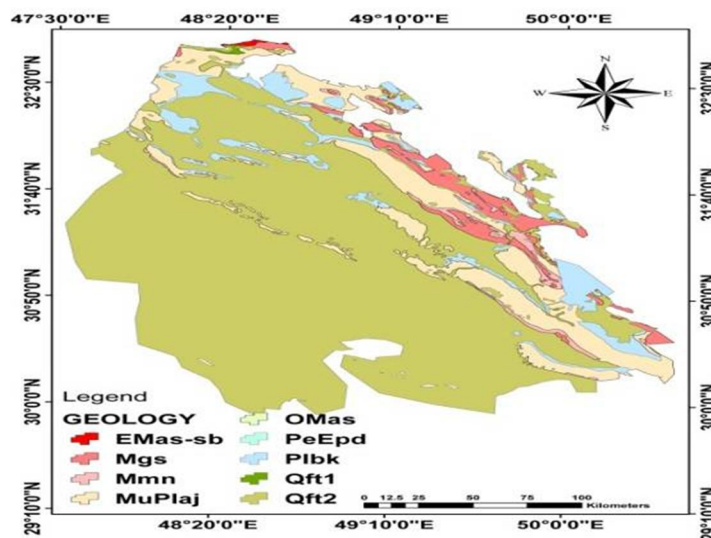 47°30'0"E 48°20'0"E 49°10'0"E 50°0'0"E
32°30'0"N
31°40'0"N
30°50'0"N
30°0'0"N
29°10'0"N
N
W E
S
32°30'0"N
31°40'0"N
30°50'0"N
30°0'0"N
29°10'0"N
Legend
GEOLOGY
EMas-sb
Mgs
Mmn
MuPlaj
OMas
PeEpd
Plbk
Qft1
Qft2
0 12.5 25 50 75 100
Kilometers
48°20'0"E 49°10'0"E 50°0'0"E